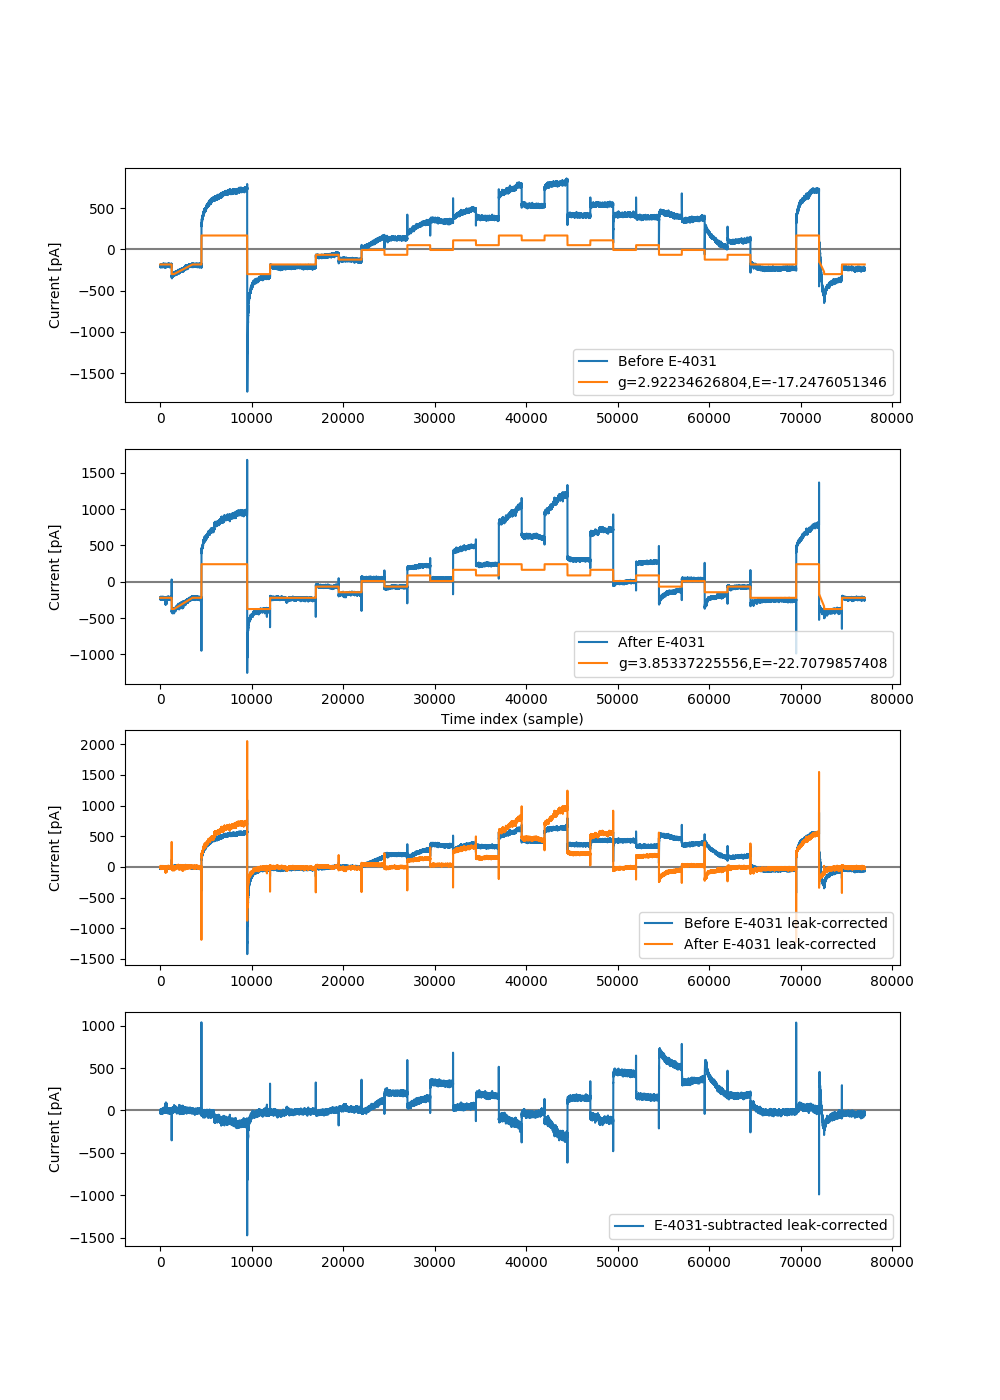 500
0
−500
−1000
−1500
Current [pA]
Before E-4031
g=2.92234626804,E=-17.2476051346
0 10000 20000 30000 40000 50000 60000 70000 80000
1500
1000
500
0
−500
−1000
Current [pA]
After E-4031
g=3.85337225556,E=-22.7079857408
0 10000 20000 30000 40000 50000 60000 70000 80000
Time index (sample)
2000
1500
1000
500
0
−500
−1000
−1500
Current [pA]
Before E-4031 leak-corrected
After E-4031 leak-corrected
0 10000 20000 30000 40000 50000 60000 70000 80000
1000
500
0
−500
−1000
−1500
Current [pA]
E-4031-subtracted leak-corrected
0 10000 20000 30000 40000 50000 60000 70000 80000